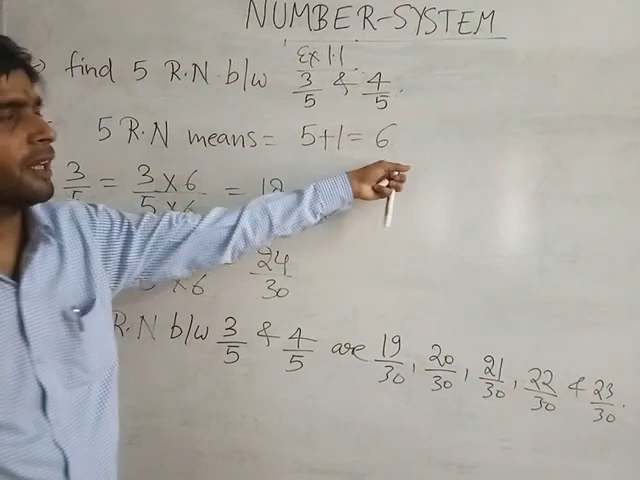 NUMBER-SYSTEM
Ex 1.1
find 5 R.N b/w 3/5 & 4/5.
5 R.N means = 5+1= 6
3/5 = 3×6/5×6 = 18
×6 = 24/30
R.N b/w 3/5 & 4/5 are 19/30, 20/30, 21/30, 22/30 & 23/30.